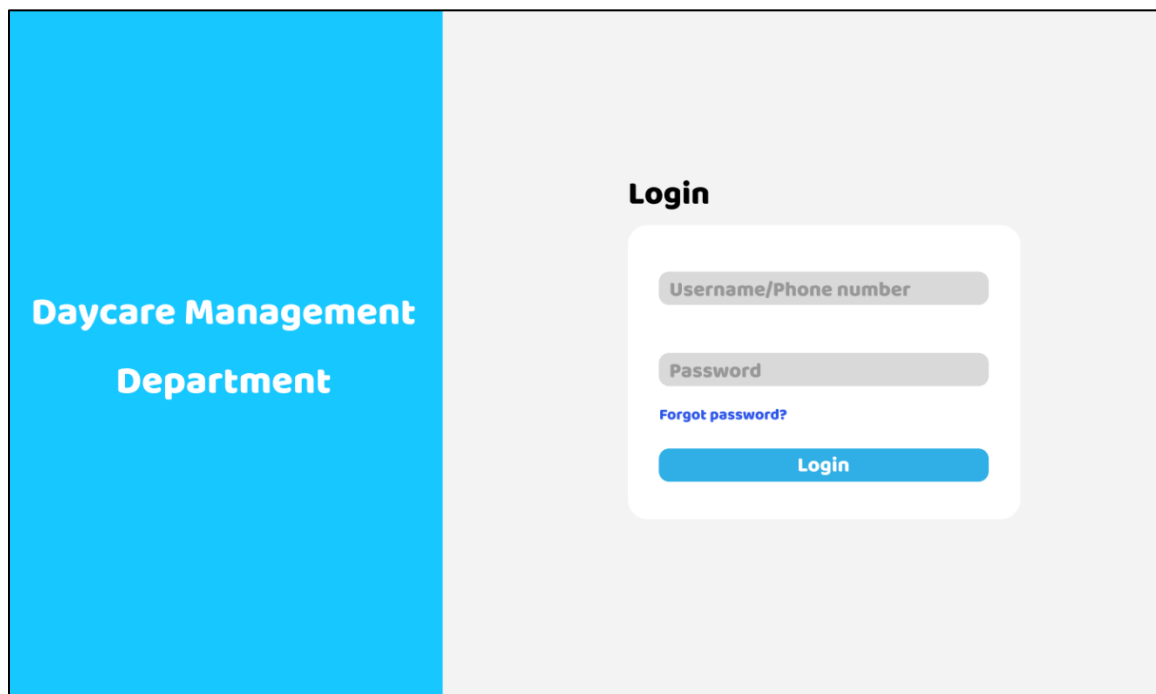 Daycare Management
Department
Login
Username/Phone number
Password
Forgot password?
Login